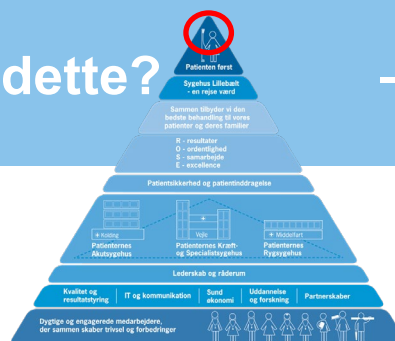 dette? -
Patienten først
Sygehus Lillebælt
- en rejse værd
Sammen tilbyder vi den
bedste behandling til vores
patienter og deres familier
R - resultater
O - ordentlighed
S - samarbejde
E - excellence
Patientsikkerhed og patientinddragelse
+ Kolding
Patienternes
Akutsygehus
+
Vejle
Patienternes Kræft-
og Specialistsygehus
+ Middelfart
Patienternes
Rygsygehus
Lederskab og råderum
Kvalitet og
resultatstyring
IT og kommunikation
Sund
økonomi
Uddannelse
og forskning
Partnerskaber
Dygtige og engagerede medarbejdere,
der sammen skaber trivsel og forbedringer